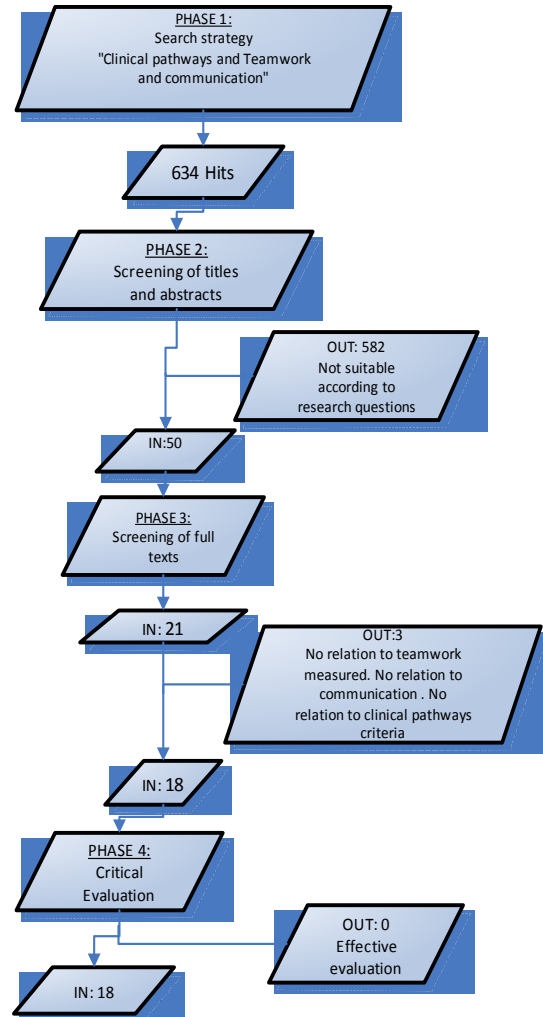 PHASE 1:
Search strategy
"Clinical pathways and Teamwork
and communication"
634 Hits
PHASE 2:
Screening of titles
and abstracts
OUT: 582
Not suitable
according to
research questions
IN:50
PHASE 3:
Screening of full
texts
IN: 21
OUT:3
No relation to teamwork
measured. No relation to
communication . No
relation to clinical pathways
criteria
IN: 18
PHASE 4:
Critical
Evaluation
OUT: 0
Effective
evaluation
IN: 18